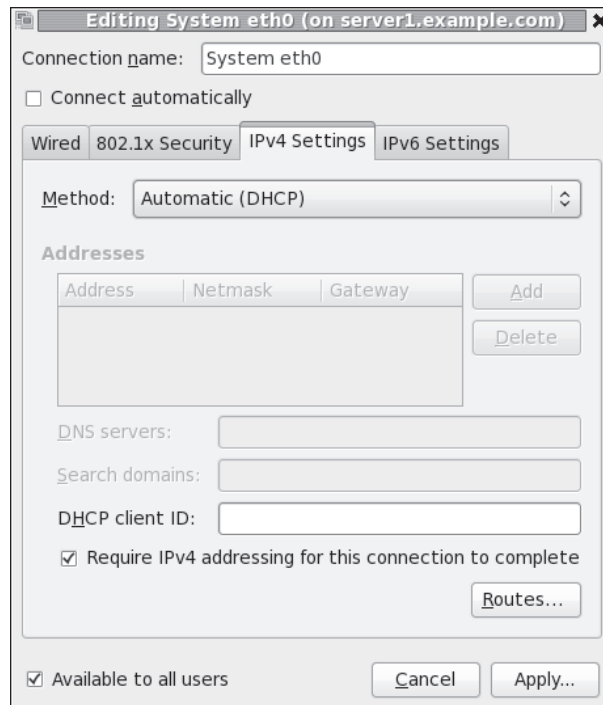 Editing System eth0 (on server1.example.com)
Connection name: System eth0
Connect automatically
Wired 802.1x Security IPv4 Settings IPv6 Settings
Method: Automatic (DHCP)
Addresses
Address Netmask Gateway Add
Delete
DNS servers:
Search domains:
DHCP client ID:
Require IPv4 addressing for this connection to complete
Routes...
Available to all users Cancel Apply...